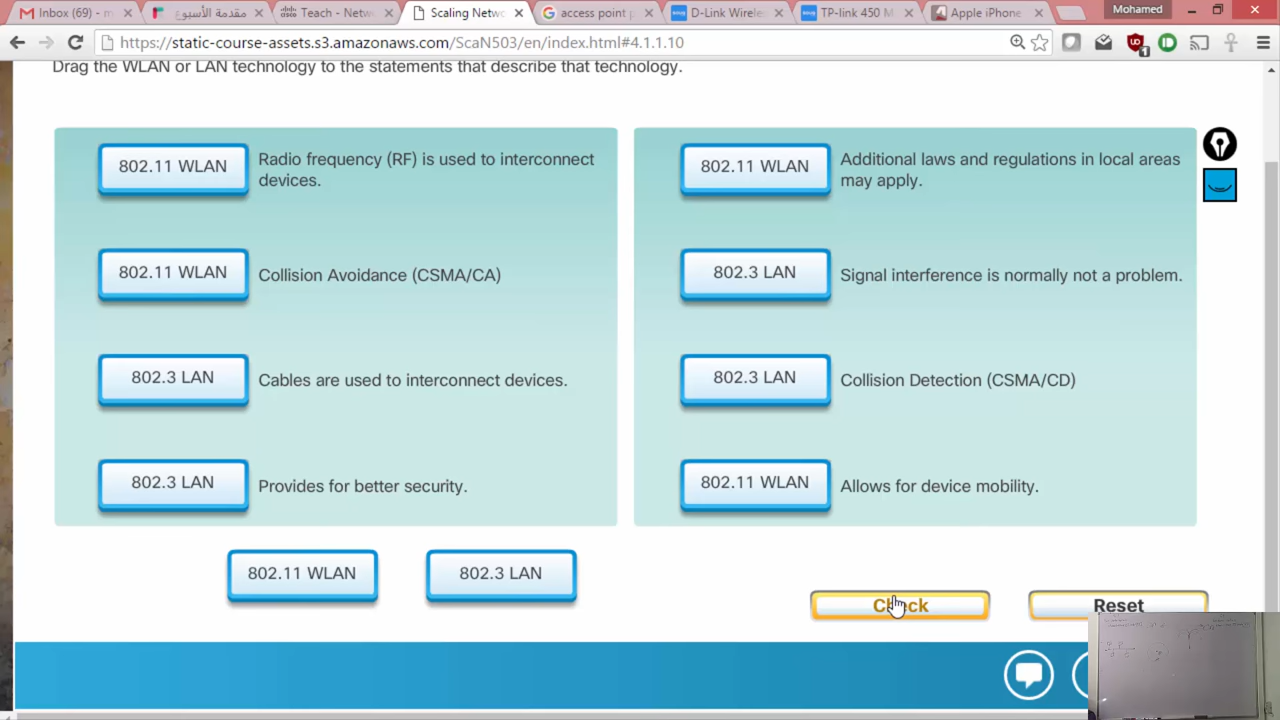 Inbox (69) - m
مقدمة الأسبوع
Teach - Netw
Scaling Netwo
access point p
D-Link Wirele
TP-link 450 M
Apple iPhone
Mohamed
https://static-course-assets.s3.amazonaws.com/ScaN503/en/index.html#4.1.1.10
Drag the WLAN or LAN technology to the statements that describe that technology.
802.11 WLAN Radio frequency (RF) is used to interconnect
devices.
802.11 WLAN Collision Avoidance (CSMA/CA)
802.3 LAN Cables are used to interconnect devices.
802.3 LAN Provides for better security.
802.11 WLAN Additional laws and regulations in local areas
may apply.
802.3 LAN Signal interference is normally not a problem.
802.3 LAN Collision Detection (CSMA/CD)
802.11 WLAN Allows for device mobility.
802.11 WLAN
802.3 LAN
Check
Reset